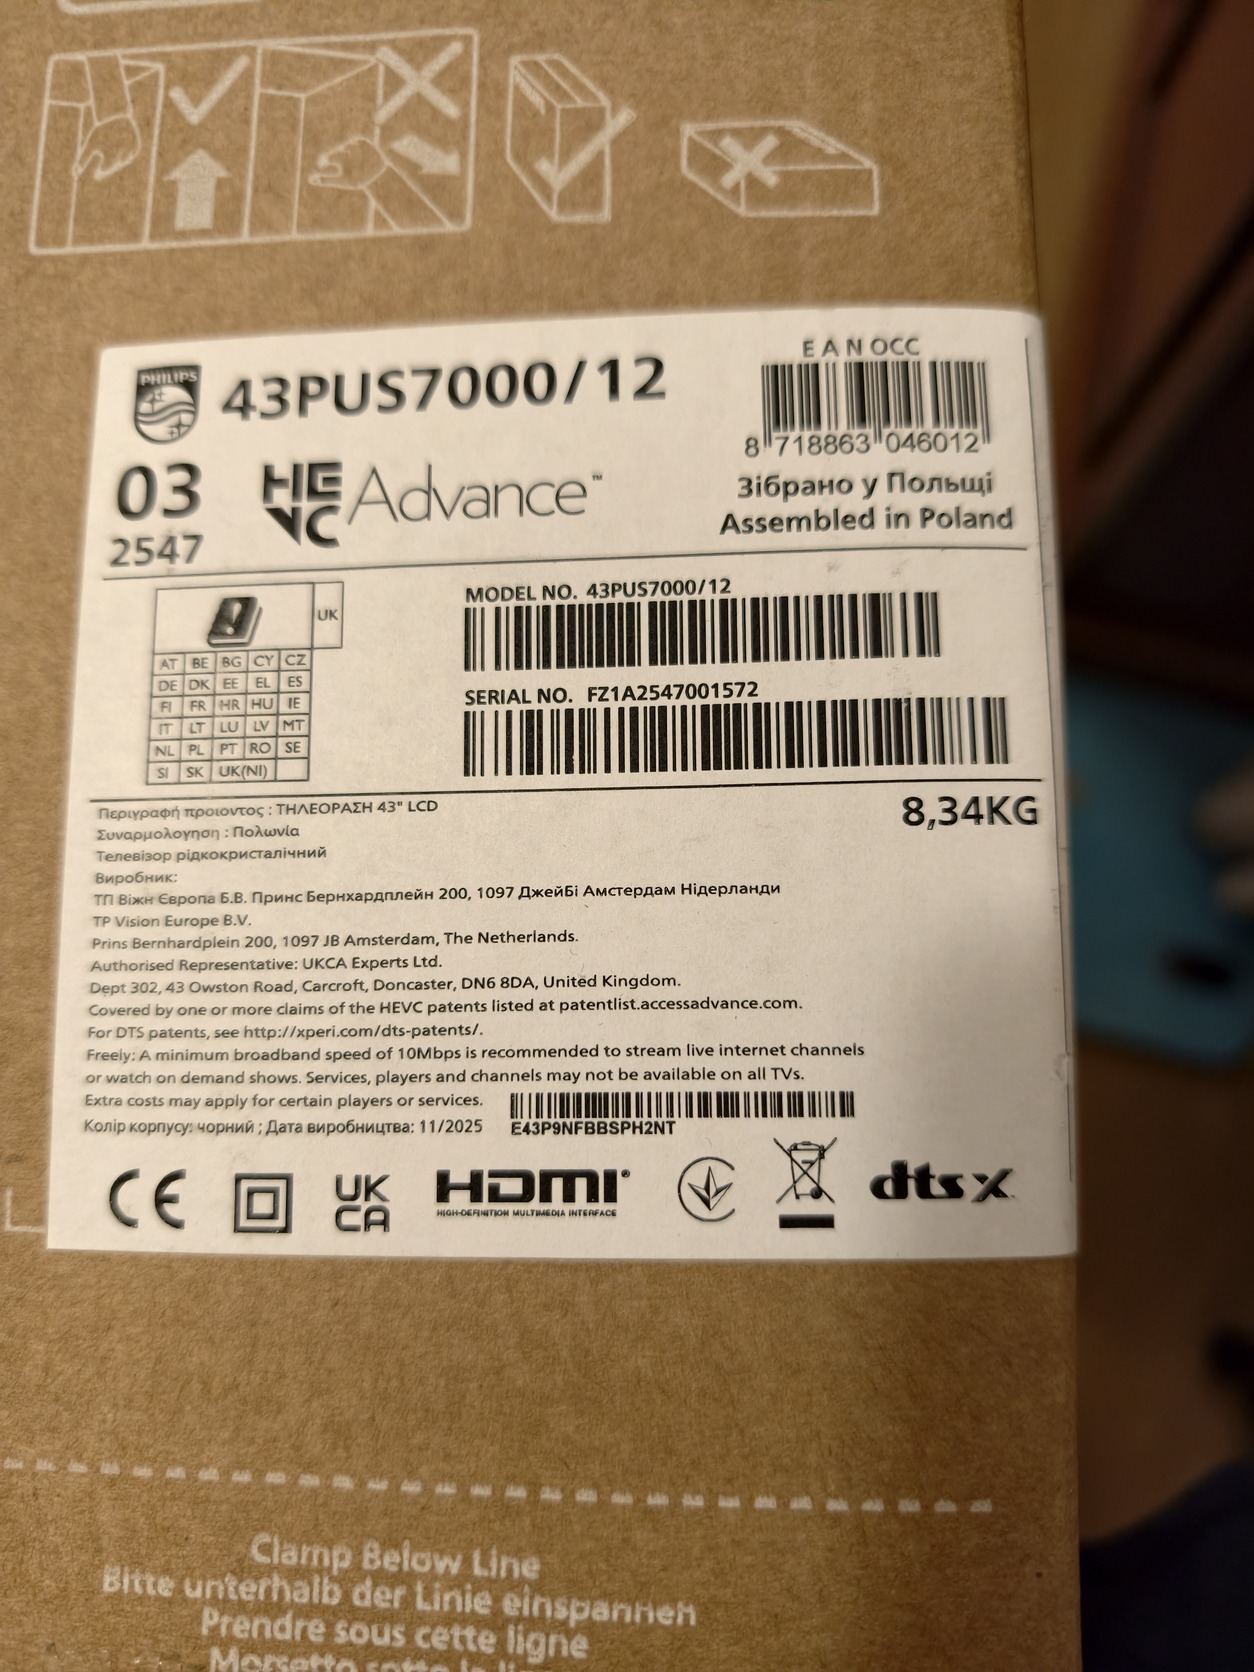 PHILIPS
43PUS7000/12
EAN OCC
8 718863 046012
03
2547
HEVC Advance™
Зібрано у Польщі
Assembled in Poland
UK
AT BE BG CY CZ
DE DK EE EL ES
FI FR HR HU IE
IT LT LU LV MT
NL PL PT RO SE
SI SK UK(NI)
MODEL NO. 43PUS7000/12
SERIAL NO. FZ1A2547001572
8,34KG
Περιγραφή προιοντος : ΤΗΛΕΟΡΑΣΗ 43" LCD
Συναρμολογηση : Πολωνία
Телевізор рідкокристалічний
Виробник:
ТП Віжн Європа Б.В. Принс Бернхардплейн 200, 1097 ДжейБі Амстердам Нідерланди
TP Vision Europe B.V.
Prins Bernhardplein 200, 1097 JB Amsterdam, The Netherlands.
Authorised Representative: UKCA Experts Ltd.
Dept 302, 43 Owston Road, Carcroft, Doncaster, DN6 8DA, United Kingdom.
Covered by one or more claims of the HEVC patents listed at patentlist.accessadvance.com.
For DTS patents, see http://xperi.com/dts-patents/.
Freely: A minimum broadband speed of 10Mbps is recommended to stream live internet channels
or watch on demand shows. Services, players and channels may not be available on all TVs.
Extra costs may apply for certain players or services.
Колір корпусу: чорний ; Дата виробництва: 11/2025
E43P9NFBBSPH2NT
CE
UK
CA
HDMI®
HIGH-DEFINITION MULTIMEDIA INTERFACE
dts x
Clamp Below Line
Bitte unterhalb der Linie einspannen
Prendre sous cette ligne
Morsetto sotto la